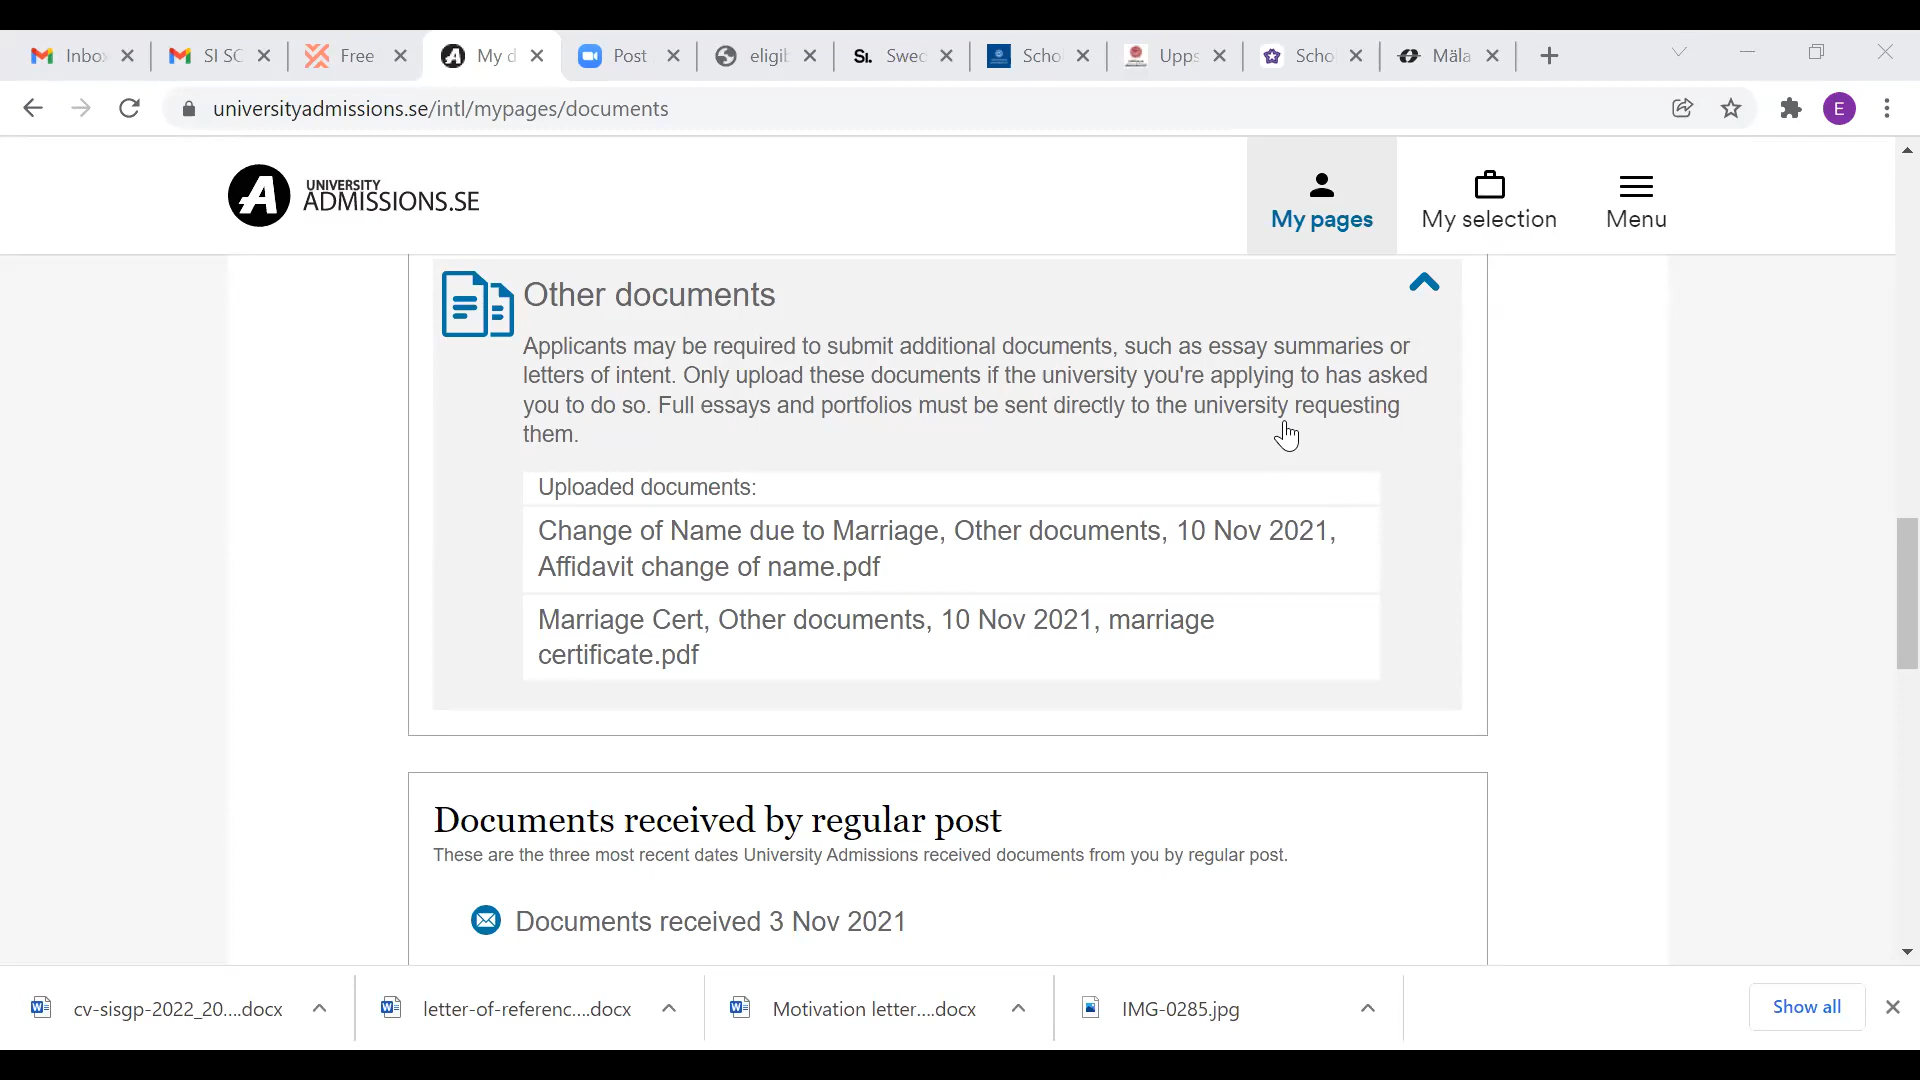 Inbo
SI SC
Free
My d
Post
eligib
SI. Swed
Scho
Upps
Scho
Mäla
universityadmissions.se/intl/mypages/documents
E
UNIVERSITY
ADMISSIONS.SE
My pages
My selection
Menu
Other documents
Applicants may be required to submit additional documents, such as essay summaries or
letters of intent. Only upload these documents if the university you're applying to has asked
you to do so. Full essays and portfolios must be sent directly to the university requesting
them.
Uploaded documents:
Change of Name due to Marriage, Other documents, 10 Nov 2021,
Affidavit change of name.pdf
Marriage Cert, Other documents, 10 Nov 2021, marriage
certificate.pdf
Documents received by regular post
These are the three most recent dates University Admissions received documents from you by regular post.
Documents received 3 Nov 2021
cv-sisgp-2022_20....docx
letter-of-referenc....docx
Motivation letter....docx
IMG-0285.jpg
Show all